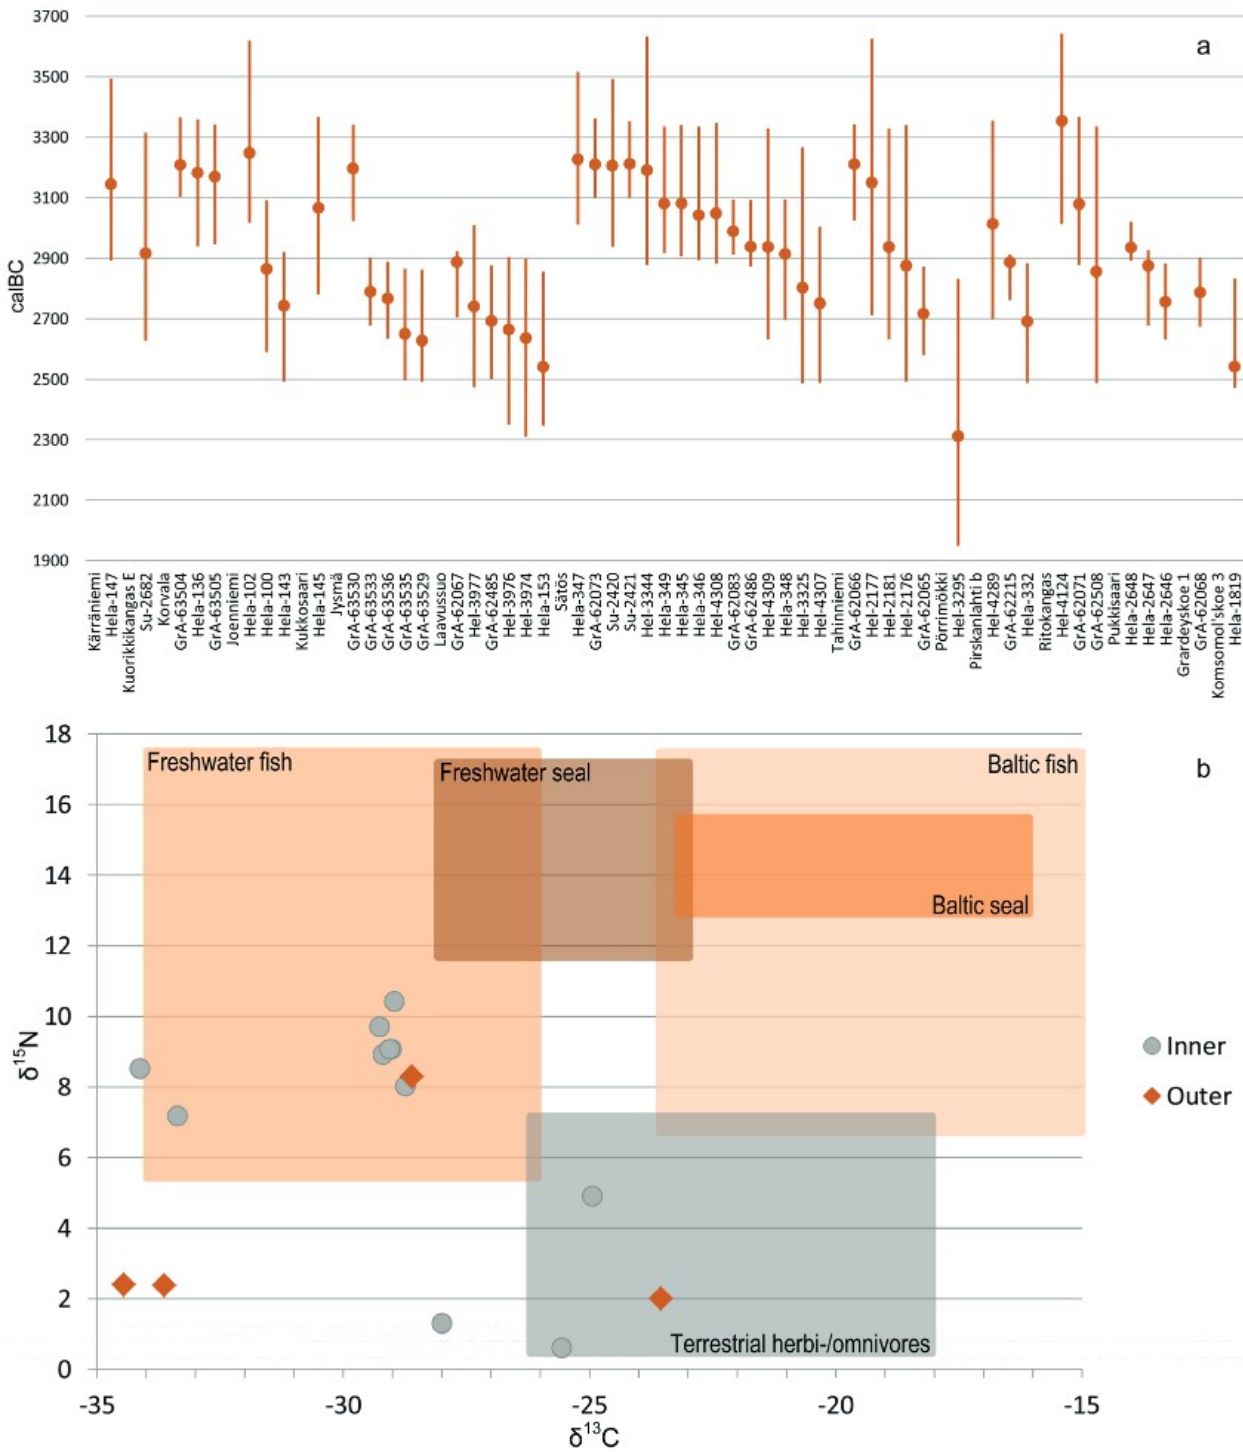 a
calBC
3700
3500
3300
3100
2900
2700
2500
2300
2100
1900
Kärräniemi
Hela-147
Kuorikkikangas E
Su-2682
Korvala
GrA-63504
Hela-136
GrA-63505
Joenniemi
Hela-102
Hela-100
Hela-143
Kukkosaari
Hela-145
Jysmä
GrA-63530
GrA-63533
GrA-63536
GrA-63535
GrA-63529
Laavussuo
GrA-62067
Hel-3977
GrA-62485
Hel-3976
Hel-3974
Hela-153
Sätös
Hela-347
GrA-62073
Su-2420
Su-2421
Hel-3344
Hela-349
Hela-345
Hela-346
Hel-4308
GrA-62083
GrA-62486
Hel-4309
Hela-348
Hel-3325
Hel-4307
Tahinniemi
GrA-62066
Hel-2177
Hel-2181
Hel-2176
GrA-62065
Pörrinmökki
Hel-3295
Pirskanlahti b
Hel-4289
GrA-62215
Hela-332
Ritokangas
Hel-4124
GrA-62071
GrA-62508
Pukkisaari
Hela-2648
Hela-2647
Hela-2646
Grardeyskoe 1
GrA-62068
Komsomol'skoe 3
Hela-1819
b
δ15N
18
16
14
12
10
8
6
4
2
0
Freshwater fish
Freshwater seal
Baltic fish
Baltic seal
Terrestrial herbi-/omnivores
Inner
Outer
-35
-30
-25
-20
-15
δ13C